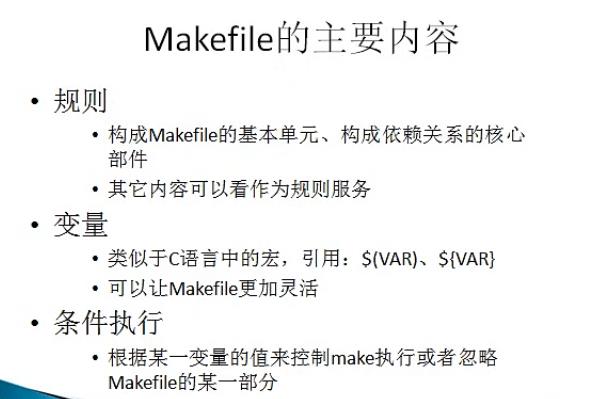 Makefile的主要内容
• 规则
• 构成Makefile的基本单元、构成依赖关系的核心
部件
• 其它内容可以看作为规则服务
• 变量
• 类似于C语言中的宏，引用：$(VAR)、${VAR}
• 可以让Makefile更加灵活
• 条件执行
• 根据某一变量的值来控制make执行或者忽略
Makefile的某一部分